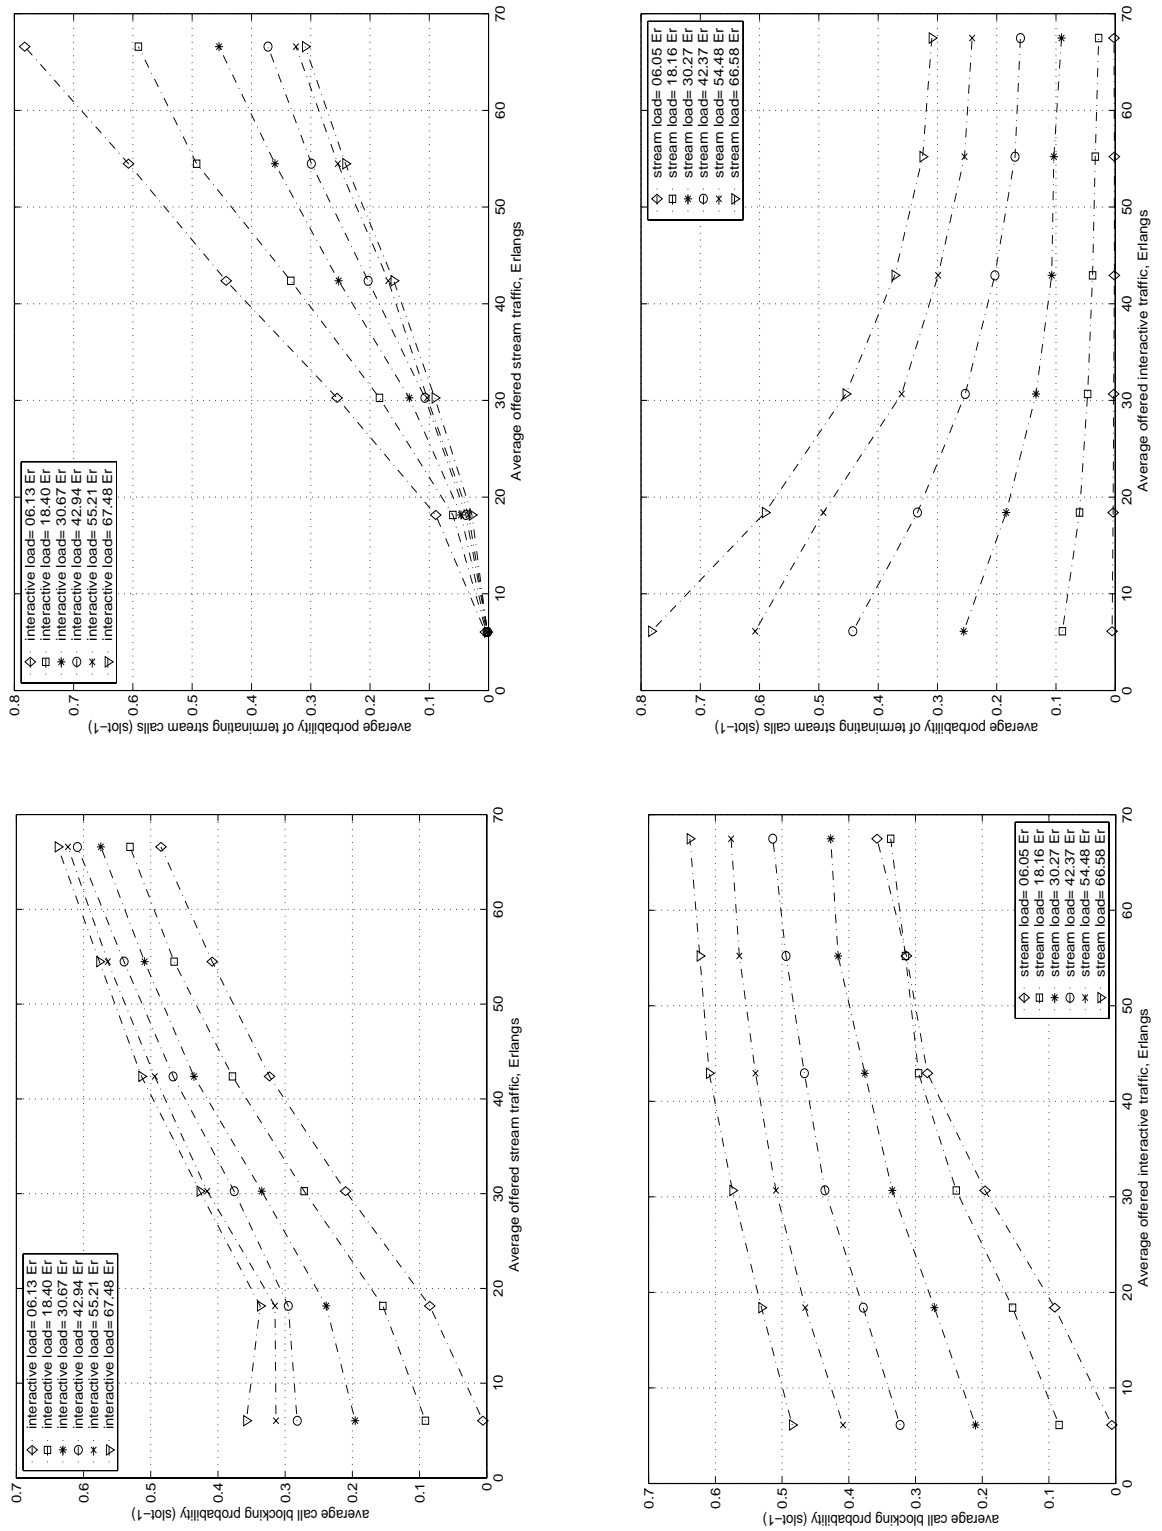 0.8
0.7
0.6
0.5
0.4
0.3
0.2
0.1
0
0
10
20
30
40
50
60
70
Average offered stream traffic, Erlangs
average porbability of terminating stream calls (slot−1)
interactive load= 06.13 Er
interactive load= 18.40 Er
interactive load= 30.67 Er
interactive load= 42.94 Er
interactive load= 55.21 Er
interactive load= 67.48 Er
0.8
0.7
0.6
0.5
0.4
0.3
0.2
0.1
0
0
10
20
30
40
50
60
70
Average offered interactive traffic, Erlangs
average porbability of terminating stream calls (slot−1)
stream load= 06.05 Er
stream load= 18.16 Er
stream load= 30.27 Er
stream load= 42.37 Er
stream load= 54.48 Er
stream load= 66.58 Er
0.7
0.6
0.5
0.4
0.3
0.2
0.1
0
0
10
20
30
40
50
60
70
Average offered stream traffic, Erlangs
average call blocking probability (slot−1)
interactive load= 06.13 Er
interactive load= 18.40 Er
interactive load= 30.67 Er
interactive load= 42.94 Er
interactive load= 55.21 Er
interactive load= 67.48 Er
0.7
0.6
0.5
0.4
0.3
0.2
0.1
0
0
10
20
30
40
50
60
70
Average offered interactive traffic, Erlangs
average call blocking probability (slot−1)
stream load= 06.05 Er
stream load= 18.16 Er
stream load= 30.27 Er
stream load= 42.37 Er
stream load= 54.48 Er
stream load= 66.58 Er